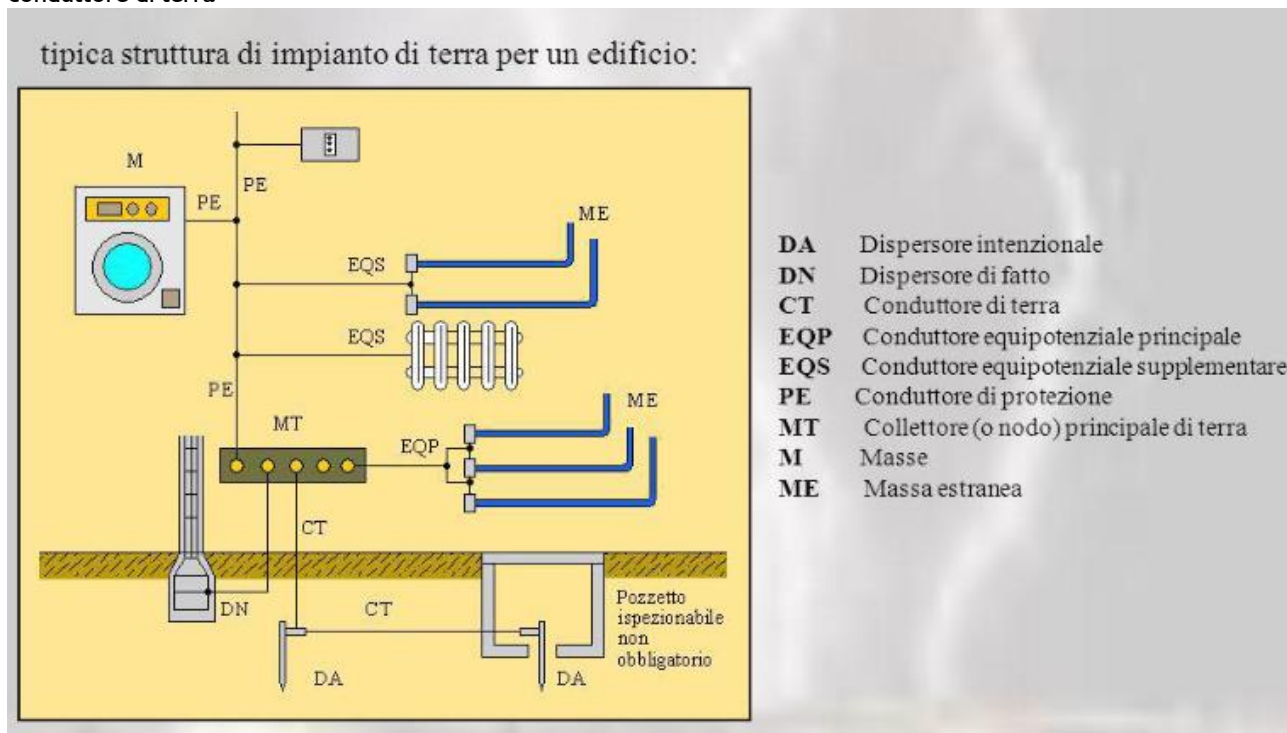 conduttore di terra
tipica struttura di impianto di terra per un edificio:
M
PE
PE
ME
EQS
EQS
PE
MT
ME
EQP
CT
DN
CT
DA
DA
Pozzetto
ispezionabile
non
obbligatorio
DA Dispersore intenzionale
DN Dispersore di fatto
CT Conduttore di terra
EQP Conduttore equipotenziale principale
EQS Conduttore equipotenziale supplementare
PE Conduttore di protezione
MT Collettore (o nodo) principale di terra
M Masse
ME Massa estranea